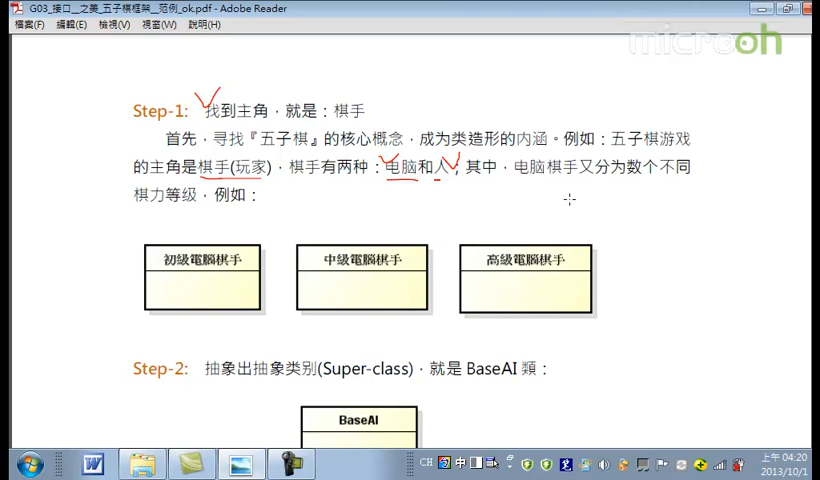 G03_接口__之美_五子棋框架__范例_ok.pdf - Adobe Reader
檔案(F) 編輯(E) 檢視(V) 視窗(W) 說明(H)
microoh
Step-1: 找到主角，就是：棋手
首先，寻找『五子棋』的核心概念，成为类造形的内涵。例如：五子棋游戏
的主角是棋手(玩家)，棋手有两种：电脑和人；其中，电脑棋手又分为数个不同
棋力等级，例如：
初級電腦棋手 中級電腦棋手 高級電腦棋手
Step-2: 抽象出抽象类别(Super-class)，就是 BaseAI 類：
BaseAI
CH 中 上午 04:20
2013/10/1